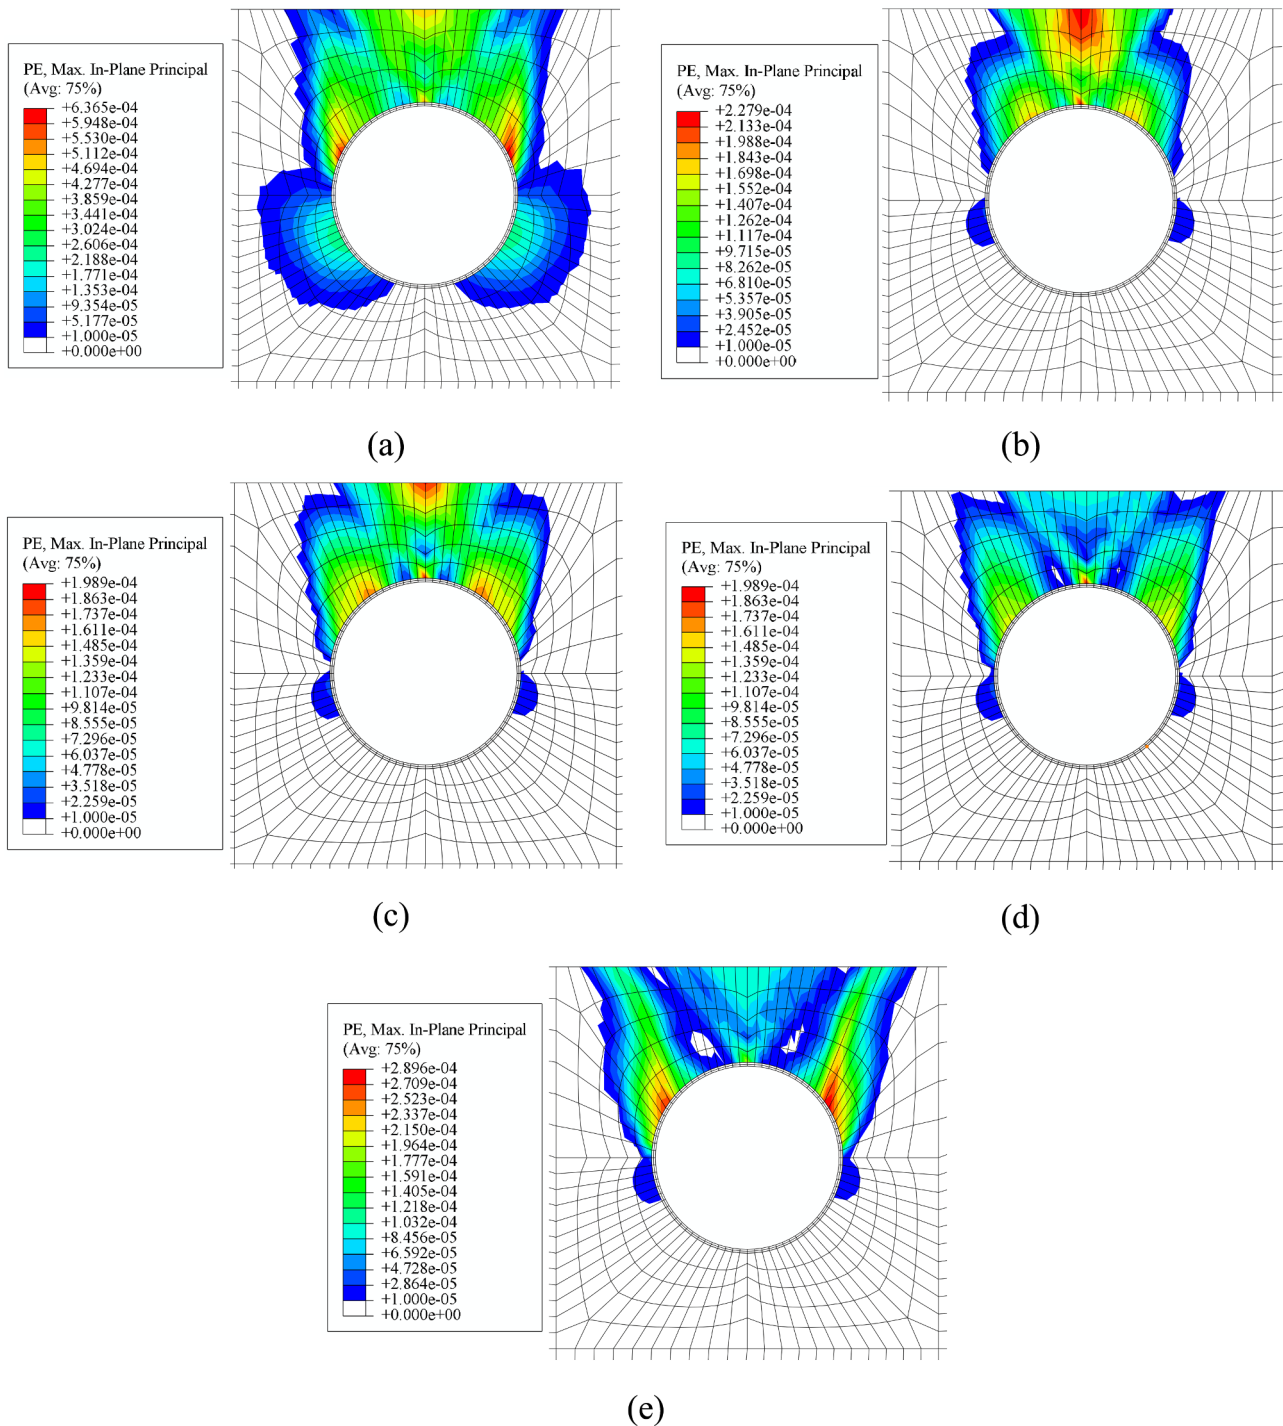 PE, Max. In-Plane Principal
(Avg: 75%)
+6.365e-04
+5.948e-04
+5.530e-04
+5.112e-04
+4.694e-04
+4.277e-04
+3.859e-04
+3.441e-04
+3.024e-04
+2.606e-04
+2.188e-04
+1.771e-04
+1.353e-04
+9.354e-05
+5.177e-05
+1.000e-05
+0.000e+00
(a)
PE, Max. In-Plane Principal
(Avg: 75%)
+2.279e-04
+2.133e-04
+1.988e-04
+1.843e-04
+1.698e-04
+1.552e-04
+1.407e-04
+1.262e-04
+1.117e-04
+9.715e-05
+8.262e-05
+6.810e-05
+5.357e-05
+3.905e-05
+2.452e-05
+1.000e-05
+0.000e+00
(b)
PE, Max. In-Plane Principal
(Avg: 75%)
+1.989e-04
+1.863e-04
+1.737e-04
+1.611e-04
+1.485e-04
+1.359e-04
+1.233e-04
+1.107e-04
+9.814e-05
+8.555e-05
+7.296e-05
+6.037e-05
+4.778e-05
+3.518e-05
+2.259e-05
+1.000e-05
+0.000e+00
(c)
PE, Max. In-Plane Principal
(Avg: 75%)
+1.989e-04
+1.863e-04
+1.737e-04
+1.611e-04
+1.485e-04
+1.359e-04
+1.233e-04
+1.107e-04
+9.814e-05
+8.555e-05
+7.296e-05
+6.037e-05
+4.778e-05
+3.518e-05
+2.259e-05
+1.000e-05
+0.000e+00
(d)
PE, Max. In-Plane Principal
(Avg: 75%)
+2.896e-04
+2.709e-04
+2.523e-04
+2.337e-04
+2.150e-04
+1.964e-04
+1.777e-04
+1.591e-04
+1.405e-04
+1.218e-04
+1.032e-04
+8.456e-05
+6.592e-05
+4.728e-05
+2.864e-05
+1.000e-05
+0.000e+00
(e)